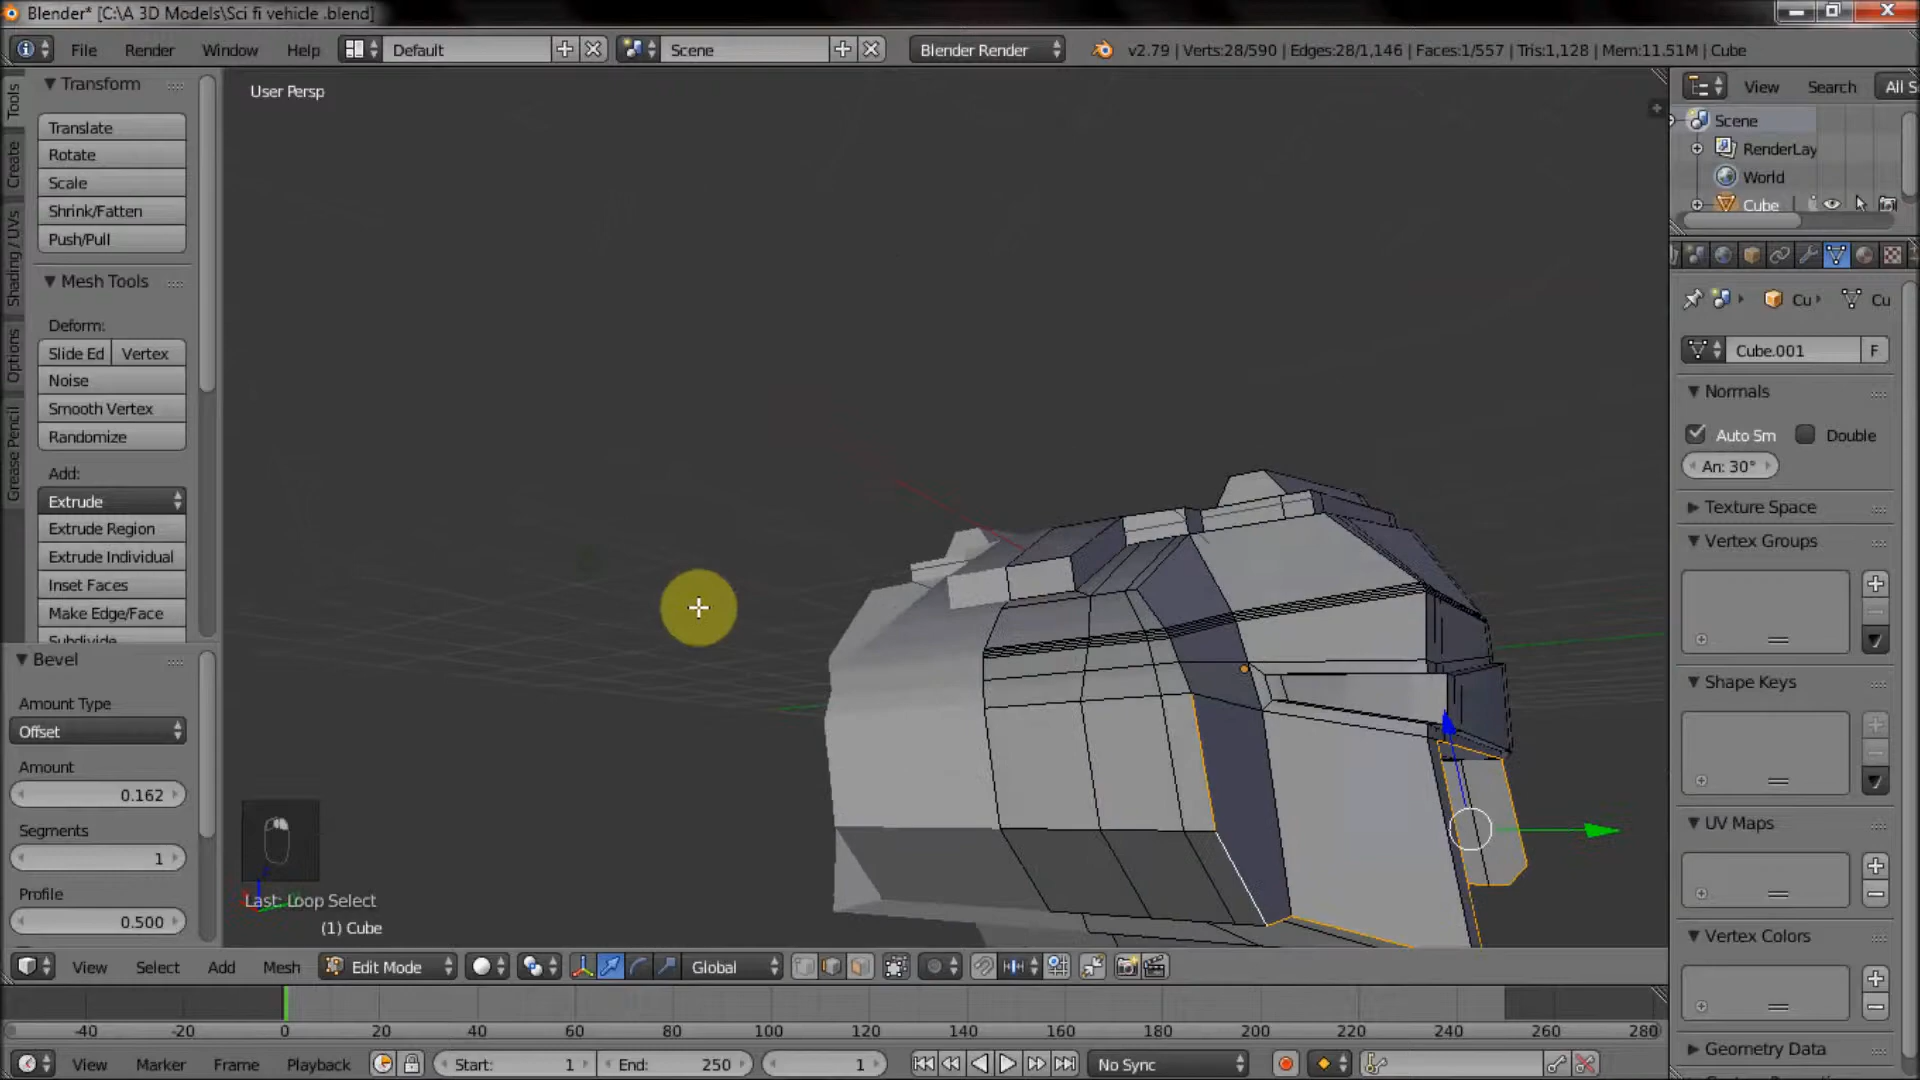 Blender* [C:\A 3D Models\Sci fi vehicle .blend]
File Render Window Help Default Scene Blender Render v2.79 | Verts:28/590 | Edges:28/1,146 | Faces:1/557 | Tris:1,128 | Mem:11.51M | Cube
Tools
Create
Shading / UVs
Options
Grease Pencil
Transform
Translate
Rotate
Scale
Shrink/Fatten
Push/Pull
Mesh Tools
Deform:
Slide Ed Vertex
Noise
Smooth Vertex
Randomize
Add:
Extrude
Extrude Region
Extrude Individual
Inset Faces
Make Edge/Face
Subdivide
Bevel
Amount Type
Offset
Amount
0.162
Segments
1
Profile
0.500
User Persp
Last: Loop Select
(1) Cube
View Search All S
Scene
RenderLay
World
Cube
Cu Cu
Cube.001 F
Normals
Auto Sm Double
An: 30°
Texture Space
Vertex Groups
Shape Keys
UV Maps
Vertex Colors
Geometry Data
View Select Add Mesh Edit Mode Global
-40 -20 0 20 40 60 80 100 120 140 160 180 200 220 240 260 280
View Marker Frame Playback Start: 1 End: 250 1 No Sync